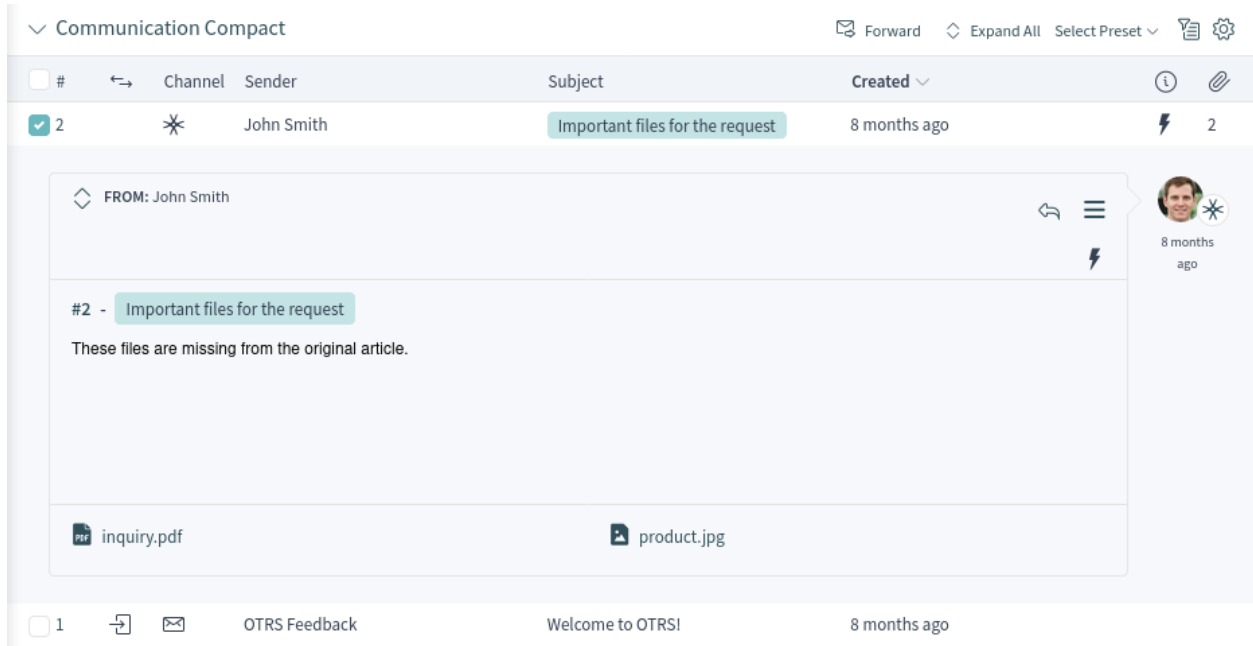 Communication Compact Forward Expand All Select Preset
# Channel Sender Subject Created
2 John Smith Important files for the request 8 months ago 2
FROM: John Smith
8 months
ago
#2 - Important files for the request
These files are missing from the original article.
PDF inquiry.pdf product.jpg
1 OTRS Feedback Welcome to OTRS! 8 months ago